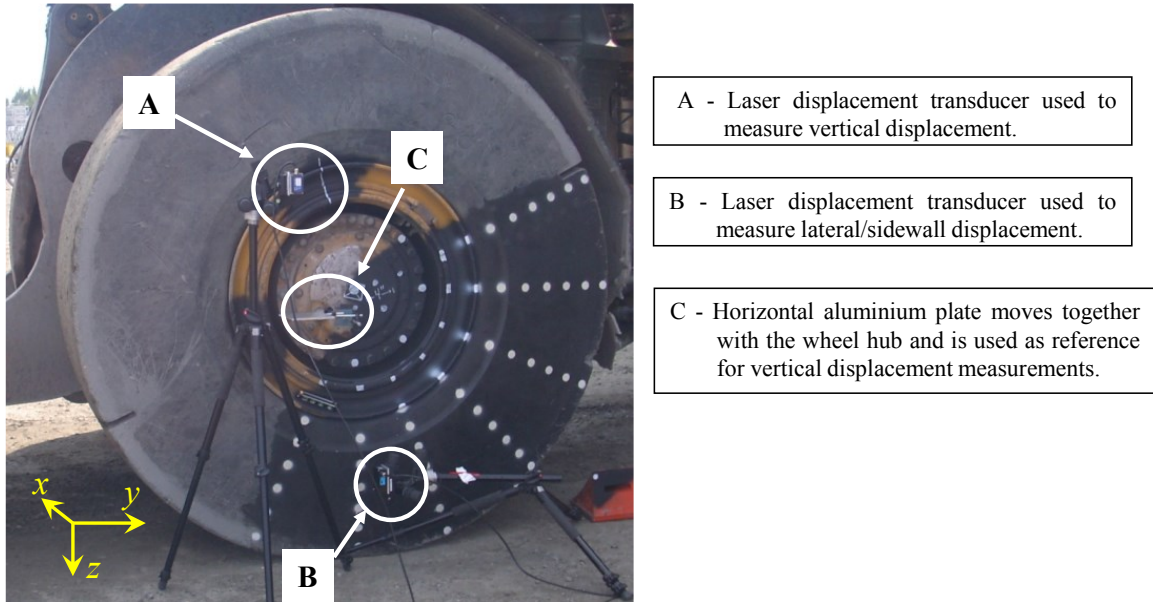 A
C
B
x
y
z
A - Laser displacement transducer used to
measure vertical displacement.
B - Laser displacement transducer used to
measure lateral/sidewall displacement.
C - Horizontal aluminium plate moves together
with the wheel hub and is used as reference
for vertical displacement measurements.